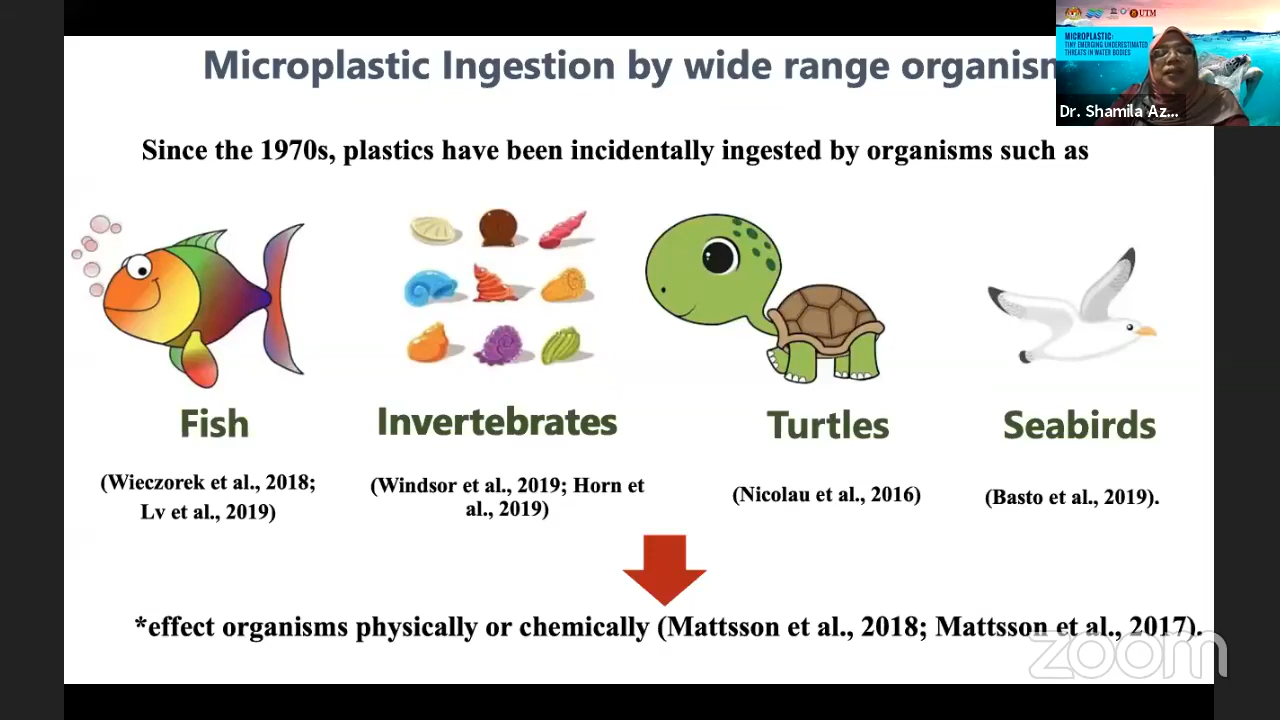 Microplastic Ingestion by wide range organism
UTM
MICROPLASTIC:
TINY EMERGING UNDERESTIMATED
THREATS IN WATER BODIES
Dr. Shamila Az...
Since the 1970s, plastics have been incidentally ingested by organisms such as
Fish
Invertebrates
Turtles
Seabirds
(Wieczorek et al., 2018;
Lv et al., 2019)
(Windsor et al., 2019; Horn et
al., 2019)
(Nicolau et al., 2016)
(Basto et al., 2019).
*effect organisms physically or chemically (Mattsson et al., 2018; Mattsson et al., 2017).
zoom